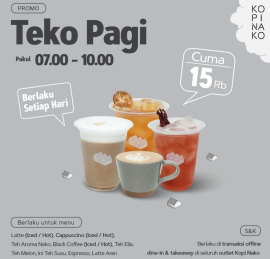 PROMO
Teko Pagi
Pukul 07.00 - 10.00
KOPI NAKO
Cuma
15 Rb
Berlaku
Setiap Hari
Berlaku untuk menu
Latte (Iced / Hot), Cappuccino (Iced / Hot),
Teh Aroma Nako, Black Coffee (Iced / Hot), Teh Ella,
Teh Melon, Ini Teh Susu, Espresso, Latte Aren
S&K
Berlaku di transaksi offline
dine-in & takeaway di seluruh outlet Kopi Nako